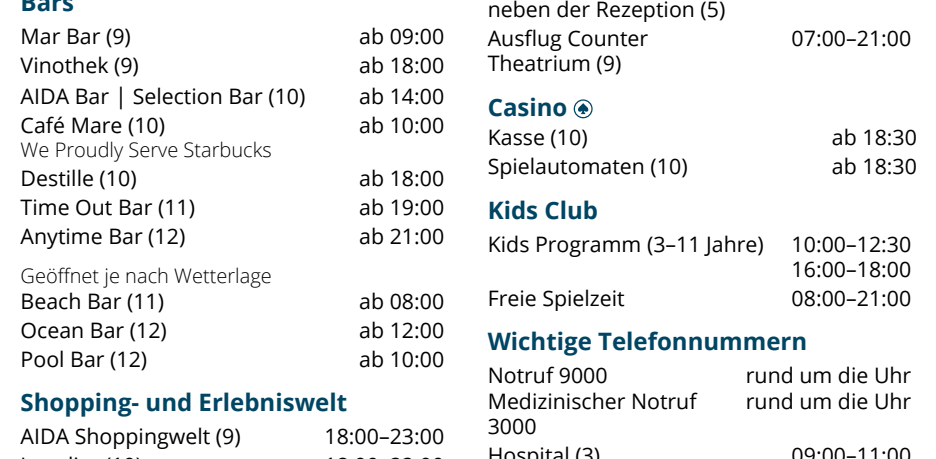 Bars
Mar Bar (9) ab 09:00
Vinothek (9) ab 18:00
AIDA Bar | Selection Bar (10) ab 14:00
Café Mare (10) ab 10:00
We Proudly Serve Starbucks
Destille (10) ab 18:00
Time Out Bar (11) ab 19:00
Anytime Bar (12) ab 21:00
Geöffnet je nach Wetterlage
Beach Bar (11) ab 08:00
Ocean Bar (12) ab 12:00
Pool Bar (12) ab 10:00
Shopping- und Erlebniswelt
AIDA Shoppingwelt (9) 18:00–23:00
neben der Rezeption (5)
Ausflug Counter 07:00–21:00
Theatrium (9)
Casino
Kasse (10) ab 18:30
Spielautomaten (10) ab 18:30
Kids Club
Kids Programm (3–11 Jahre) 10:00–12:30
16:00–18:00
Freie Spielzeit 08:00–21:00
Wichtige Telefonnummern
Notruf 9000 rund um die Uhr
Medizinischer Notruf rund um die Uhr
3000
Hospital (3) 09:00–11:00